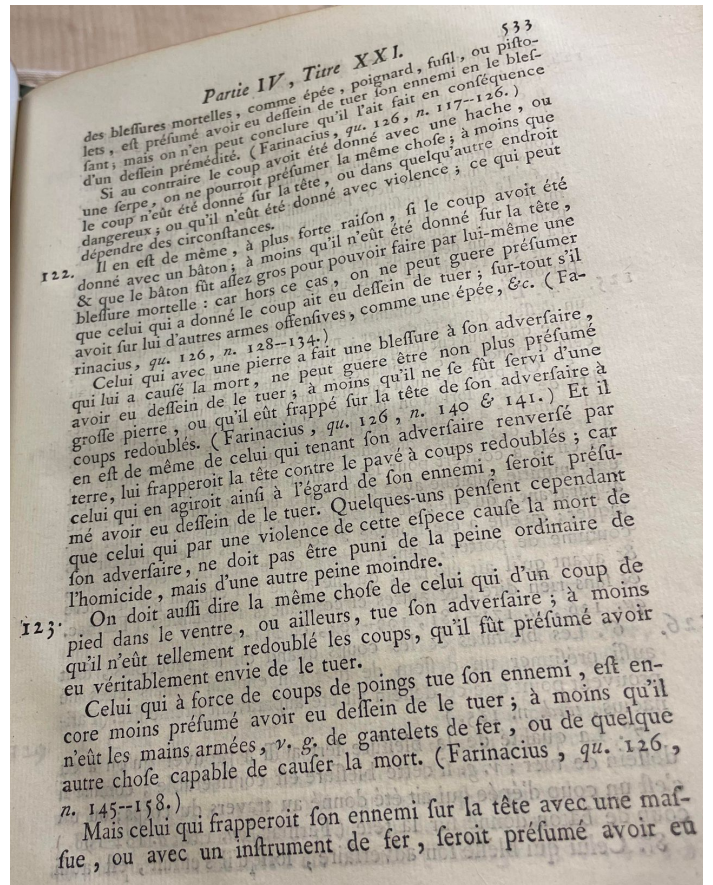 533
Partie IV, Titre XXI.
des bleſſures mortelles, comme épée, poignard, fuſil, ou piſto-
lets, eſt préſumé avoir eu deſſein de tuer ſon ennemi en le bleſ-
ſant; mais on n'en peut conclure qu'il l'ait fait en conſéquence
d'un deſſein prémédité. (Farinacius, qu. 126, n. 117--126.)
Si au contraire le coup avoit été donné avec une hache, ou
une ſerpe, on ne pourroit préſumer la même choſe; à moins que
le coup n'eût été donné ſur la tête, ou dans quelqu'autre endroit
dangereux; ou qu'il n'eût été donné avec violence; ce qui peut
dépendre des circonſtances.
122. Il en eſt de même, à plus forte raiſon, ſi le coup avoit été
donné avec un bâton; à moins qu'il n'eût été donné ſur la tête,
& que le bâton fût aſſez gros pour pouvoir faire par lui-même une
bleſſure mortelle : car hors ce cas, on ne peut guere préſumer
que celui qui a donné le coup ait eu deſſein de tuer; ſur-tout s'il
avoit ſur lui d'autres armes offenſives, comme une épée, &c. (Fa-
rinacius, qu. 126, n. 128--134.)
Celui qui avec une pierre a fait une bleſſure à ſon adverſaire,
qui lui a cauſé la mort, ne peut guere être non plus préſumé
avoir eu deſſein de le tuer; à moins qu'il ne ſe fût ſervi d'une
groſſe pierre, ou qu'il eût frappé ſur la tête de ſon adverſaire à
coups redoublés. (Farinacius, qu. 126, n. 140 & 141.) Et il
en eſt de même de celui qui tenant ſon adverſaire renverſé par
terre, lui frapperoit la tête contre le pavé à coups redoublés; car
celui qui en agiroit ainſi à l'égard de ſon ennemi, ſeroit préſu-
mé avoir eu deſſein de le tuer. Quelques-uns penſent cependant
que celui qui par une violence de cette eſpece cauſe la mort de
ſon adverſaire, ne doit pas être puni de la peine ordinaire de
l'homicide, mais d'une autre peine moindre.
123. On doit auſſi dire la même choſe de celui qui d'un coup de
pied dans le ventre, ou ailleurs, tue ſon adverſaire; à moins
qu'il n'eût tellement redoublé les coups, qu'il fût préſumé avoir
eu véritablement envie de le tuer.
Celui qui à force de coups de poings tue ſon ennemi, eſt en-
core moins préſumé avoir eu deſſein de le tuer; à moins qu'il
n'eût les mains armées, v. g. de gantelets de fer, ou de quelque
autre choſe capable de cauſer la mort. (Farinacius, qu. 126,
n. 145--158.)
Mais celui qui frapperoit ſon ennemi ſur la tête avec une maſ-
ſue, ou avec un inſtrument de fer, ſeroit préſumé avoir eu